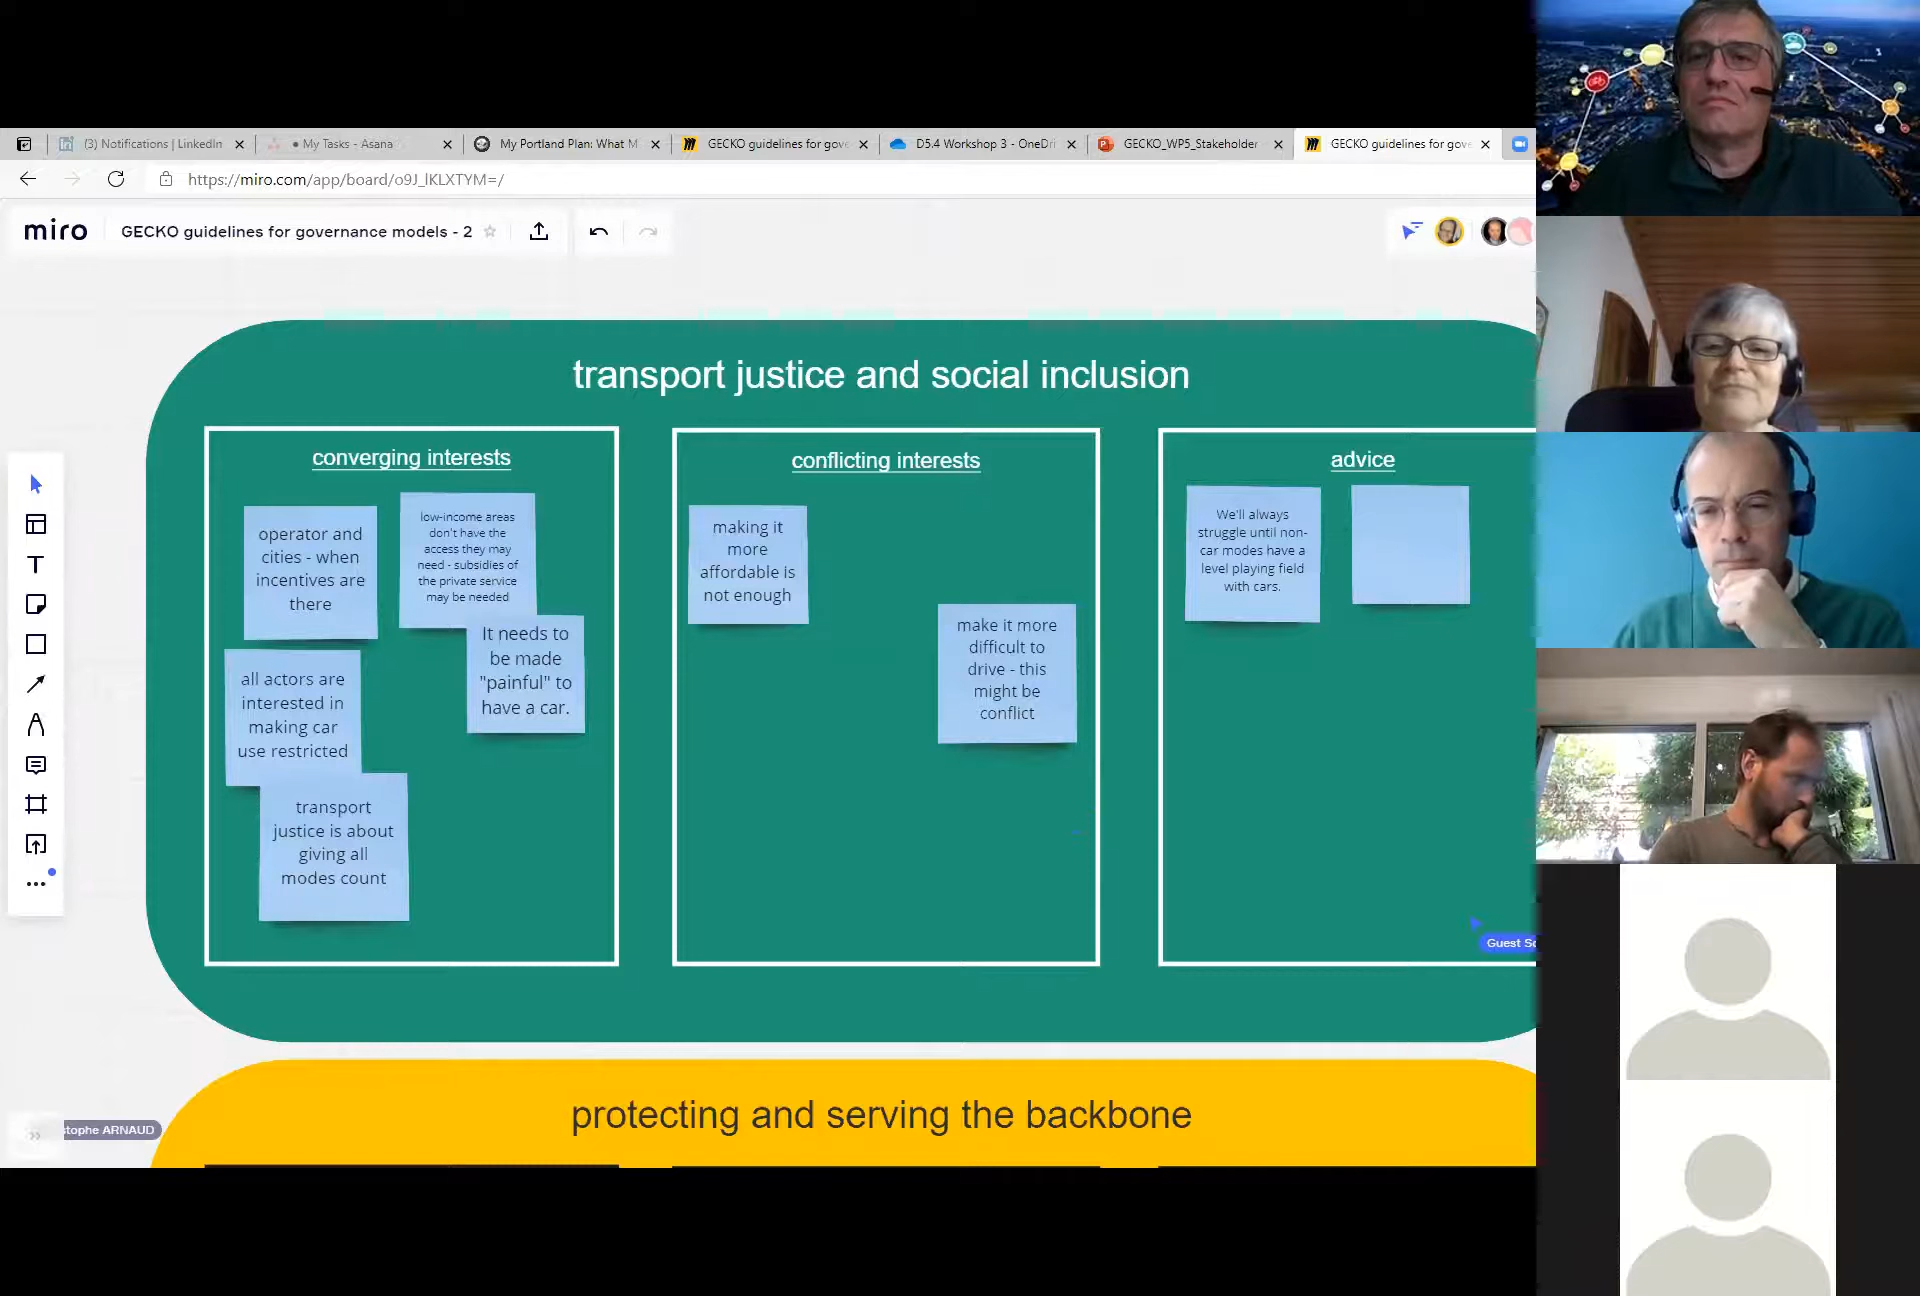 (3) Notifications | LinkedIn
My Tasks - Asana
My Portland Plan: What M
GECKO guidelines for gove
D5.4 Workshop 3 - OneDri
GECKO_WP5_Stakeholder
GECKO guidelines for gove
https://miro.com/app/board/o9J_lKLXTYM=/
miro
GECKO guidelines for governance models - 2
transport justice and social inclusion
converging interests
operator and
cities - when
incentives are
there
low-income areas
don't have the
access they may
need - subsidies of
the private service
may be needed
It needs to
be made
"painful" to
have a car.
all actors are
interested in
making car
use restricted
transport
justice is about
giving all
modes count
conflicting interests
making it
more
affordable is
not enough
make it more
difficult to
drive - this
might be
conflict
advice
We'll always
struggle until non-
car modes have a
level playing field
with cars.
Guest
stophe ARNAUD
protecting and serving the backbone